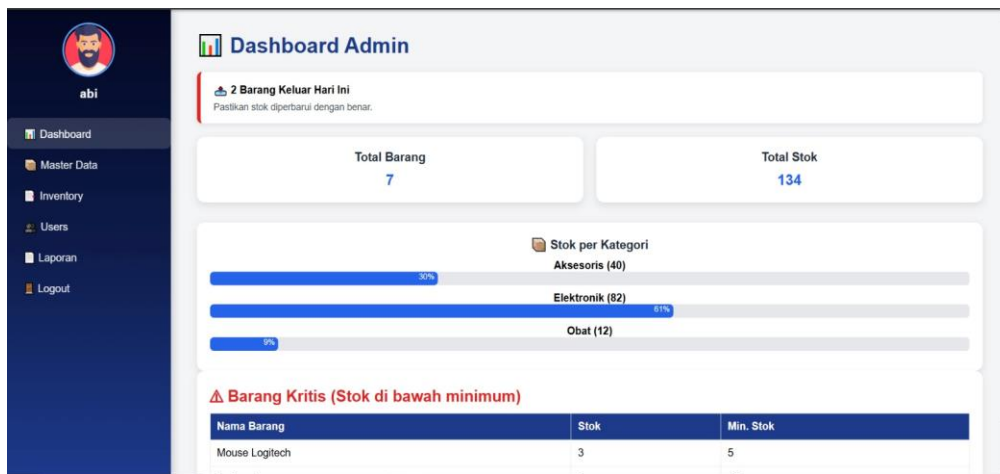 abi
Dashboard
Master Data
Inventory
Users
Laporan
Logout
Dashboard Admin
2 Barang Keluar Hari Ini
Pastikan stok diperbarui dengan benar.
Total Barang
7
Total Stok
134
Stok per Kategori
Aksesoris (40)
30%
Elektronik (82)
61%
Obat (12)
9%
Barang Kritis (Stok di bawah minimum)
Nama Barang Stok Min. Stok
Mouse Logitech 3 5